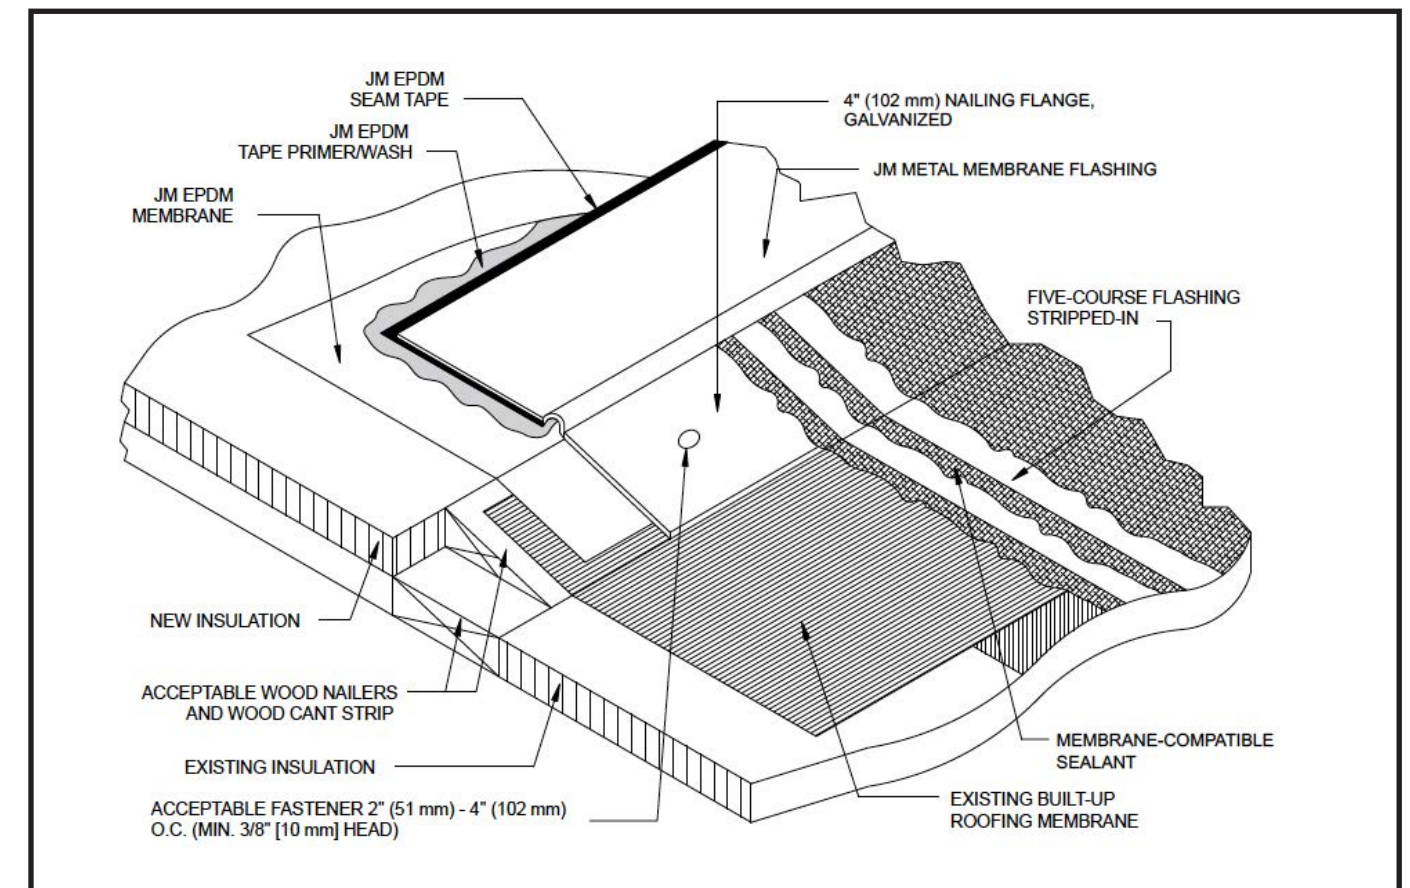 JM EPDM
SEAM TAPE
JM EPDM
TAPE PRIMER/WASH
JM EPDM
MEMBRANE
4" (102 mm) NAILING FLANGE,
GALVANIZED
JM METAL MEMBRANE FLASHING
FIVE-COURSE FLASHING
STRIPPED-IN
NEW INSULATION
ACCEPTABLE WOOD NAILERS
AND WOOD CANT STRIP
EXISTING INSULATION
ACCEPTABLE FASTENER 2" (51 mm) - 4" (102 mm)
O.C. (MIN. 3/8" [10 mm] HEAD)
MEMBRANE-COMPATIBLE
SEALANT
EXISTING BUILT-UP
ROOFING MEMBRANE